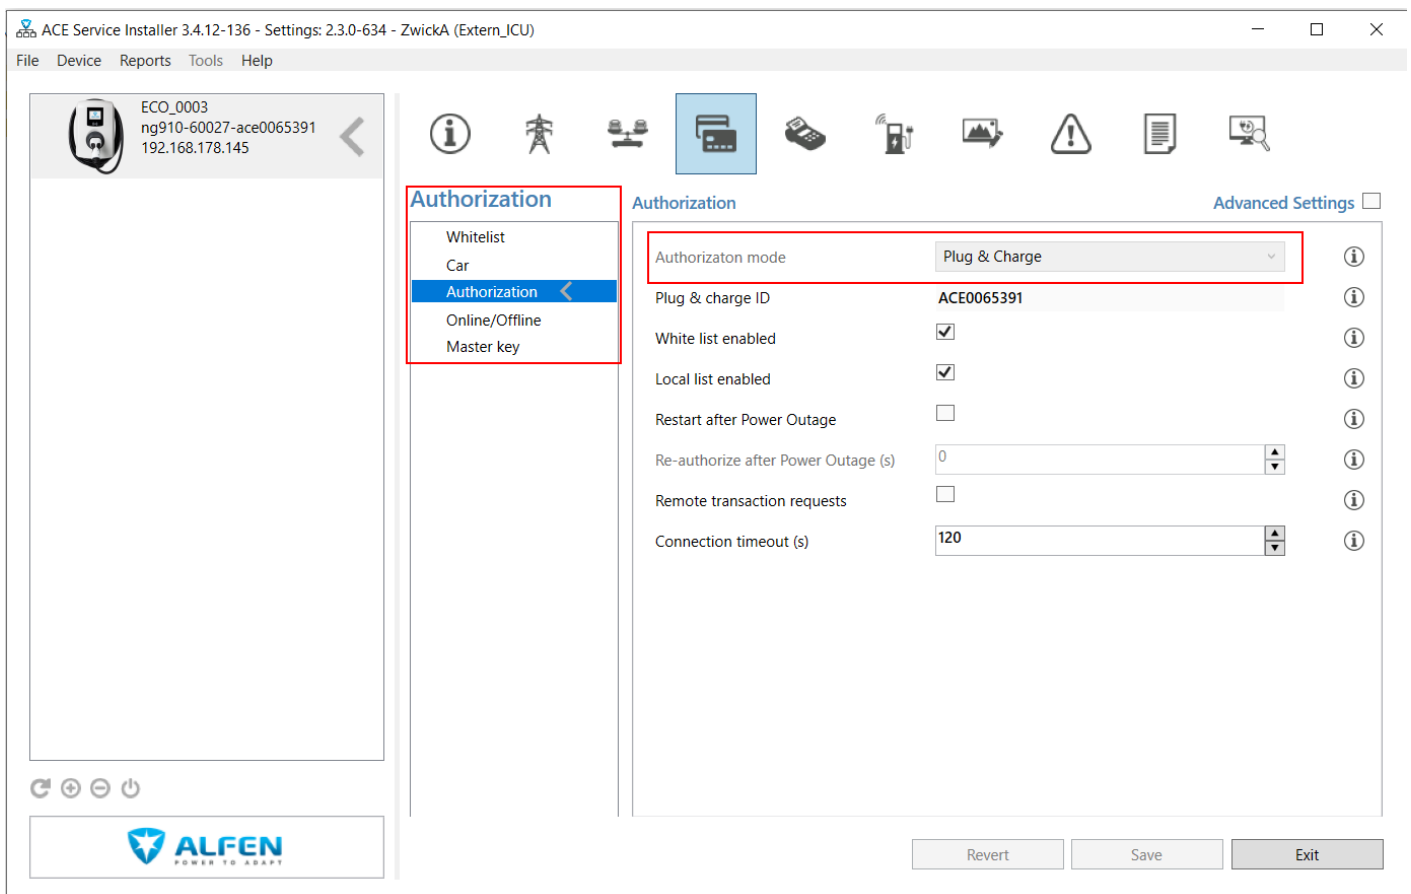 ACE Service Installer 3.4.12-136 - Settings: 2.3.0-634 - ZwickA (Extern_ICU)
File Device Reports Tools Help
ECO_0003
ng910-60027-ace0065391
192.168.178.145
Authorization
Whitelist
Car
Authorization
Online/Offline
Master key
Authorization
Advanced Settings
Authorizaton mode
Plug & Charge
Plug & charge ID
ACE0065391
White list enabled
Local list enabled
Restart after Power Outage
Re-authorize after Power Outage (s)
0
Remote transaction requests
Connection timeout (s)
120
ALFEN
POWER TO ADAPT
Revert
Save
Exit